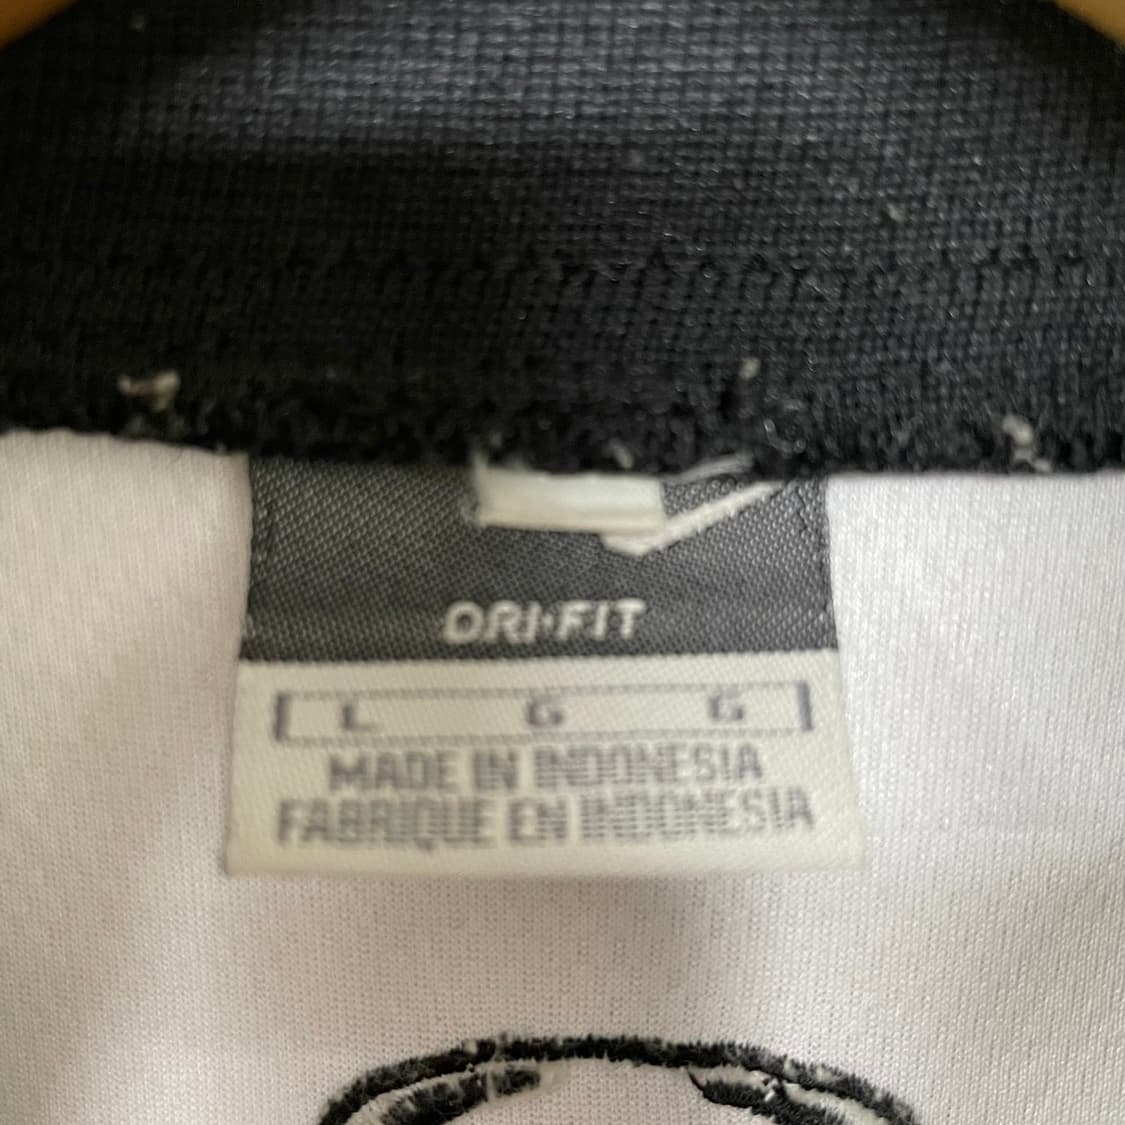 DRI·FIT
L G G
MADE IN INDONESIA
FABRIQUE EN INDONESIA